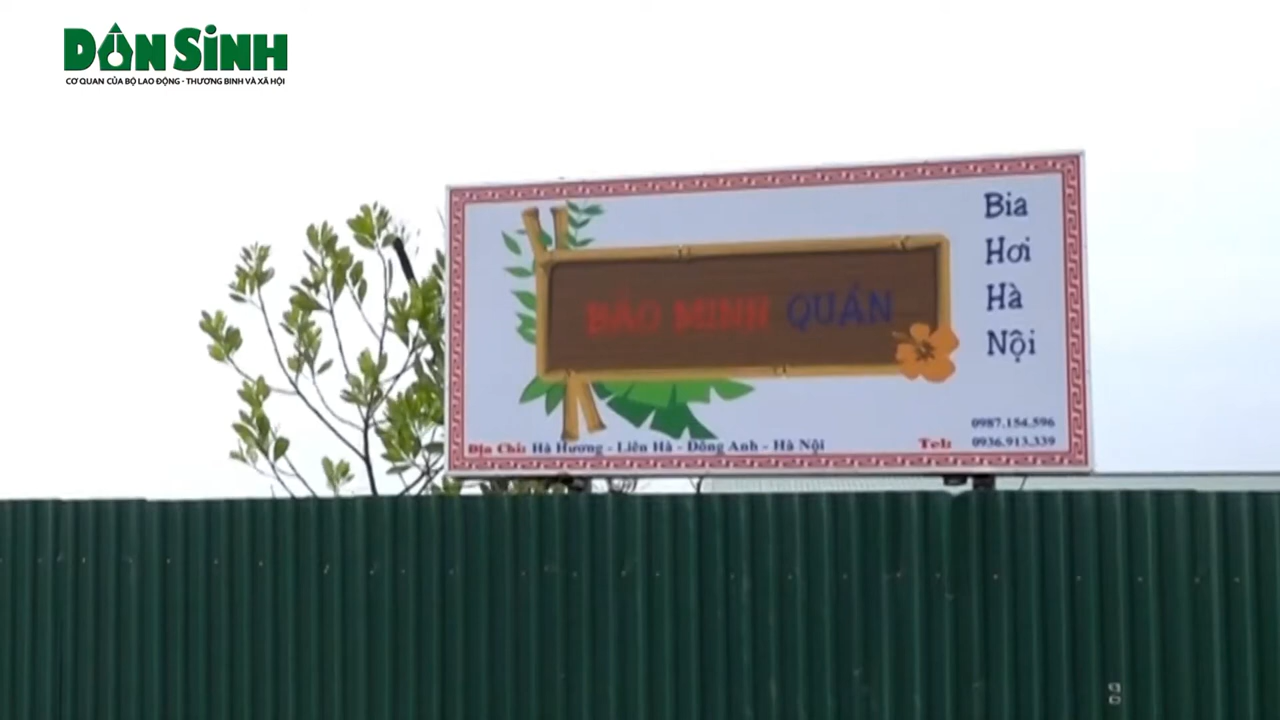 DÂN SINH
CƠ QUAN CỦA BỘ LAO ĐỘNG - THƯƠNG BINH VÀ XÃ HỘI
Bia
Hơi
Hà
Nội
BẢO MINH QUÁN
0987.154.596
Địa Chỉ: Hà Hương - Liên Hà - Đông Anh - Hà Nội Tel: 0936.913.339